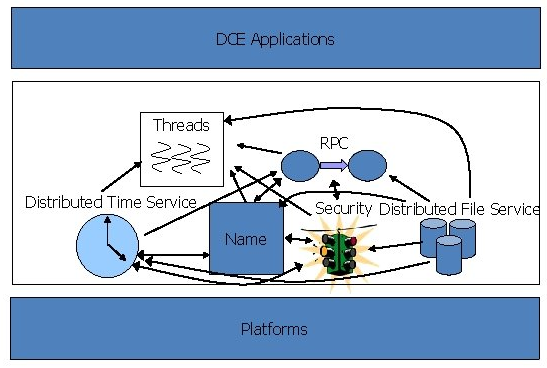 DCE Applications
Threads
RPC
Distributed Time Service
Security
Distributed File Service
Name
Platforms